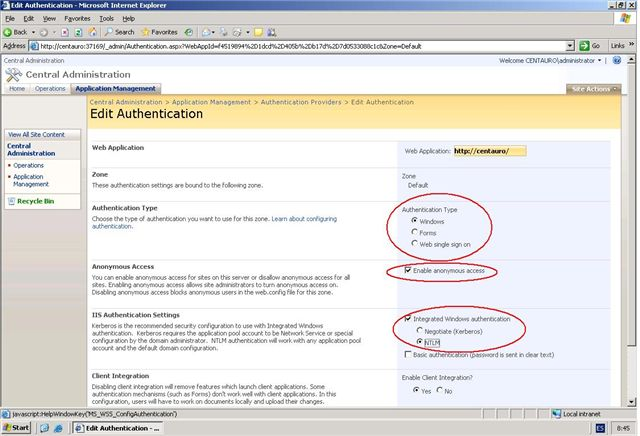 Edit Authentication - Microsoft Internet Explorer
File Edit View Favorites Tools Help
Back Search Favorites
Address http://centauro:37169/_admin/Authentication.aspx?WebAppId=f4519894%2D1dcd%2D405b%2Db17d%2D7d0533088c1c&Zone=Default Go Links »
Central Administration Welcome CENTAURO\administrator
Central Administration
Home Operations Application Management Site Actions
Central Administration > Application Management > Authentication Providers > Edit Authentication
Edit Authentication
View All Site Content
Central Administration
Operations
Application Management
Recycle Bin
Web Application
Web Application: http://centauro/
Zone
These authentication settings are bound to the following zone.
Zone
Default
Authentication Type
Choose the type of authentication you want to use for this zone. Learn about configuring authentication.
Authentication Type
Windows
Forms
Web single sign on
Anonymous Access
You can enable anonymous access for sites on this server or disallow anonymous access for all sites. Enabling anonymous access allow site administrators to turn anonymous access on. Disabling anonymous access blocks anonymous users in the web.config file for this zone.
Enable anonymous access
IIS Authentication Settings
Kerberos is the recommended security configuration to use with Integrated Windows authentication. Kerberos requires the application pool account to be Network Service or special configuration by the domain administrator. NTLM authentication will work with any application pool account and the default domain configuration.
Integrated Windows authentication
Negotiate (Kerberos)
NTLM
Basic authentication (password is sent in clear text)
Client Integration
Disabling client integration will remove features which launch client applications. Some authentication mechanisms (such as Forms) don't work well with client applications. In this configuration, users will have to work on documents locally and upload their changes.
Enable Client Integration?
Yes No
javascript:HelpWindowKey("MS_WSS_ConfigAuthentication") Local intranet
Start Edit Authentication - ... ES 8:45